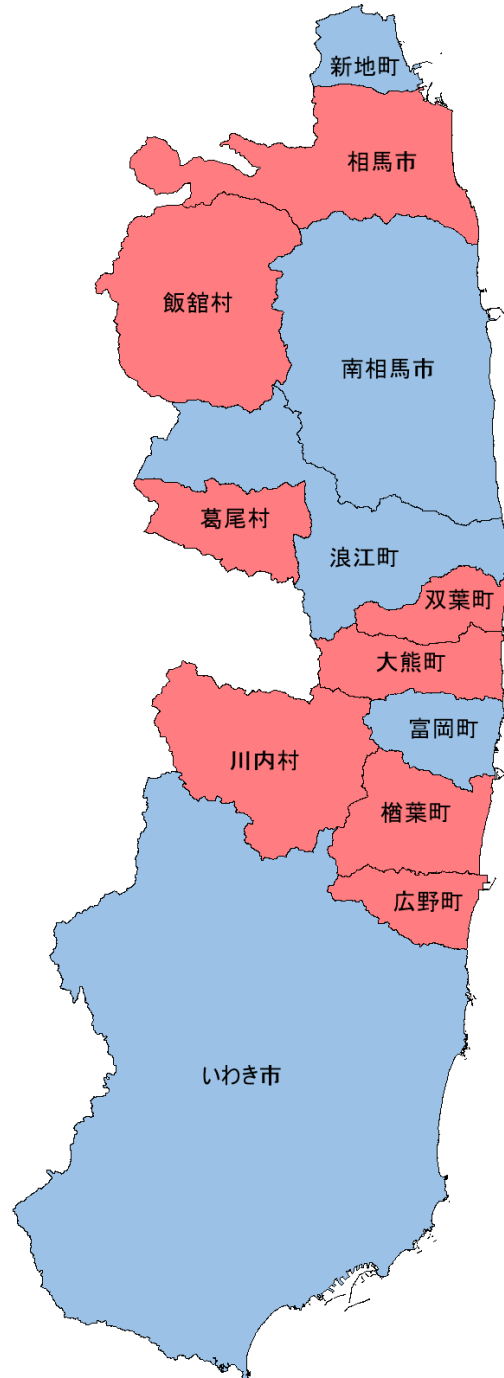 新地町
相馬市
飯舘村
南相馬市
葛尾村
浪江町
双葉町
大熊町
富岡町
川内村
楢葉町
広野町
いわき市